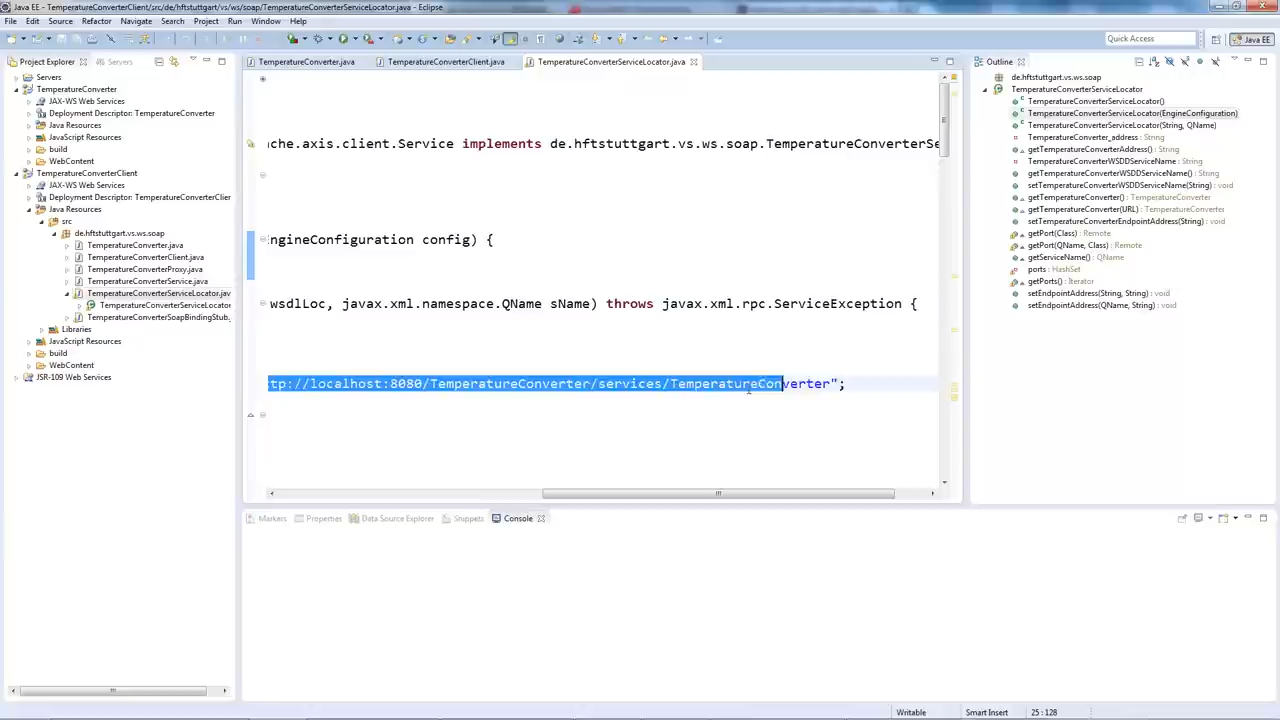 Java EE - TemperatureConverterClient/src/de/hftstuttgart/vs/ws/soap/TemperatureConverterServiceLocator.java - Eclipse
File Edit Source Refactor Navigate Search Project Run Window Help
Quick Access
Java EE
Project Explorer
Servers
Servers
TemperatureConverter
JAX-WS Web Services
Deployment Descriptor: TemperatureConverter
Java Resources
JavaScript Resources
build
WebContent
TemperatureConverterClient
JAX-WS Web Services
Deployment Descriptor: TemperatureConverterClier
Java Resources
src
de.hftstuttgart.vs.ws.soap
TemperatureConverter.java
TemperatureConverterClient.java
TemperatureConverterProxy.java
TemperatureConverterService.java
TemperatureConverterServiceLocator.jav
TemperatureConverterServiceLocator
TemperatureConverterSoapBindingStub.
Libraries
JavaScript Resources
build
WebContent
JSR-109 Web Services
TemperatureConverter.java
TemperatureConverterClient.java
TemperatureConverterServiceLocator.java
che.axis.client.Service implements de.hftstuttgart.vs.ws.soap.TemperatureConverterSe
ngineConfiguration config) {
wsdlLoc, javax.xml.namespace.QName sName) throws javax.xml.rpc.ServiceException {
tp://localhost:8080/TemperatureConverter/services/TemperatureConverter";
Outline
de.hftstuttgart.vs.ws.soap
TemperatureConverterServiceLocator
TemperatureConverterServiceLocator()
TemperatureConverterServiceLocator(EngineConfiguration)
TemperatureConverterServiceLocator(String, QName)
TemperatureConverter_address : String
getTemperatureConverterAddress() : String
TemperatureConverterWSDDServiceName : String
getTemperatureConverterWSDDServiceName() : String
setTemperatureConverterWSDDServiceName(String) : void
getTemperatureConverter() : TemperatureConverter
getTemperatureConverter(URL) : TemperatureConverter
setTemperatureConverterEndpointAddress(String) : void
getPort(Class) : Remote
getPort(QName, Class) : Remote
getServiceName() : QName
ports : HashSet
getPorts() : Iterator
setEndpointAddress(String, String) : void
setEndpointAddress(QName, String) : void
Markers
Properties
Data Source Explorer
Snippets
Console
Writable
Smart Insert
25 : 128